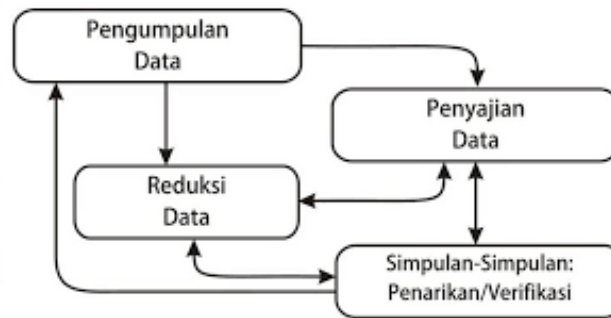 Pengumpulan
Data
Penyajian
Data
Reduksi
Data
Simpulan-Simpulan:
Penarikan/Verifikasi